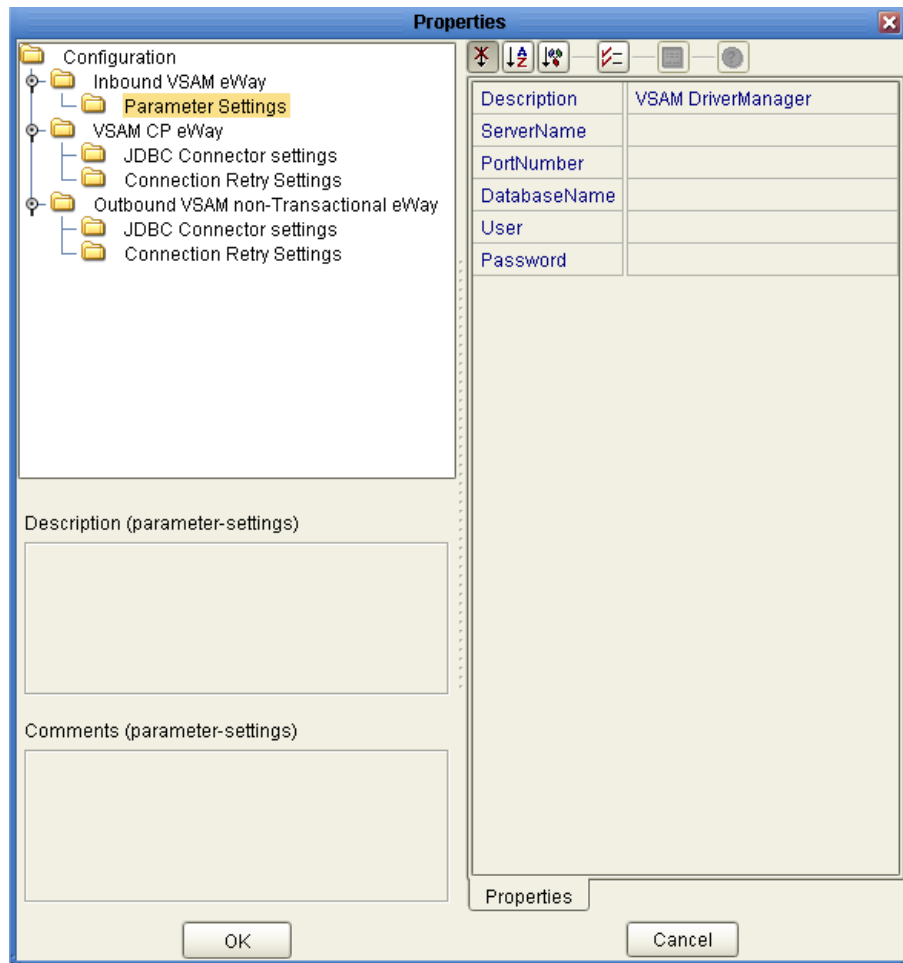 Properties
Configuration
Inbound VSAM eWay
Parameter Settings
VSAM CP eWay
JDBC Connector settings
Connection Retry Settings
Outbound VSAM non-Transactional eWay
JDBC Connector settings
Connection Retry Settings
Description (parameter-settings)
Comments (parameter-settings)
Description VSAM DriverManager
ServerName
PortNumber
DatabaseName
User
Password
Properties
OK
Cancel